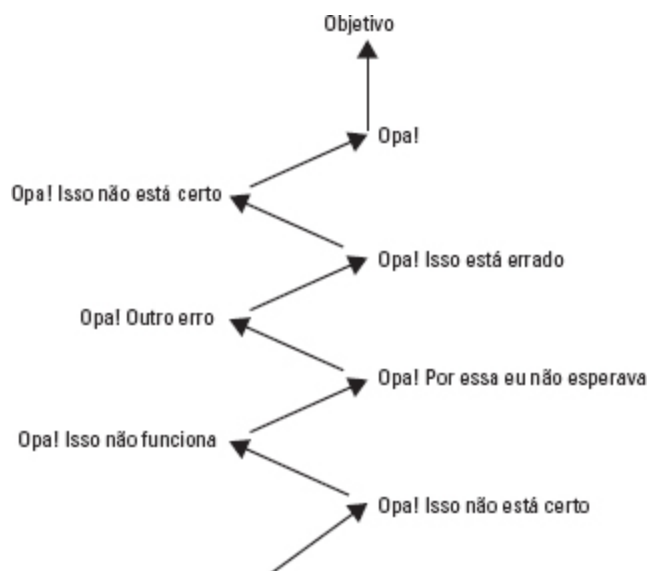 Objetivo
Opa!
Opa! Isso não está certo
Opa! Isso está errado
Opa! Outro erro
Opa! Por essa eu não esperava
Opa! Isso não funciona
Opa! Isso não está certo